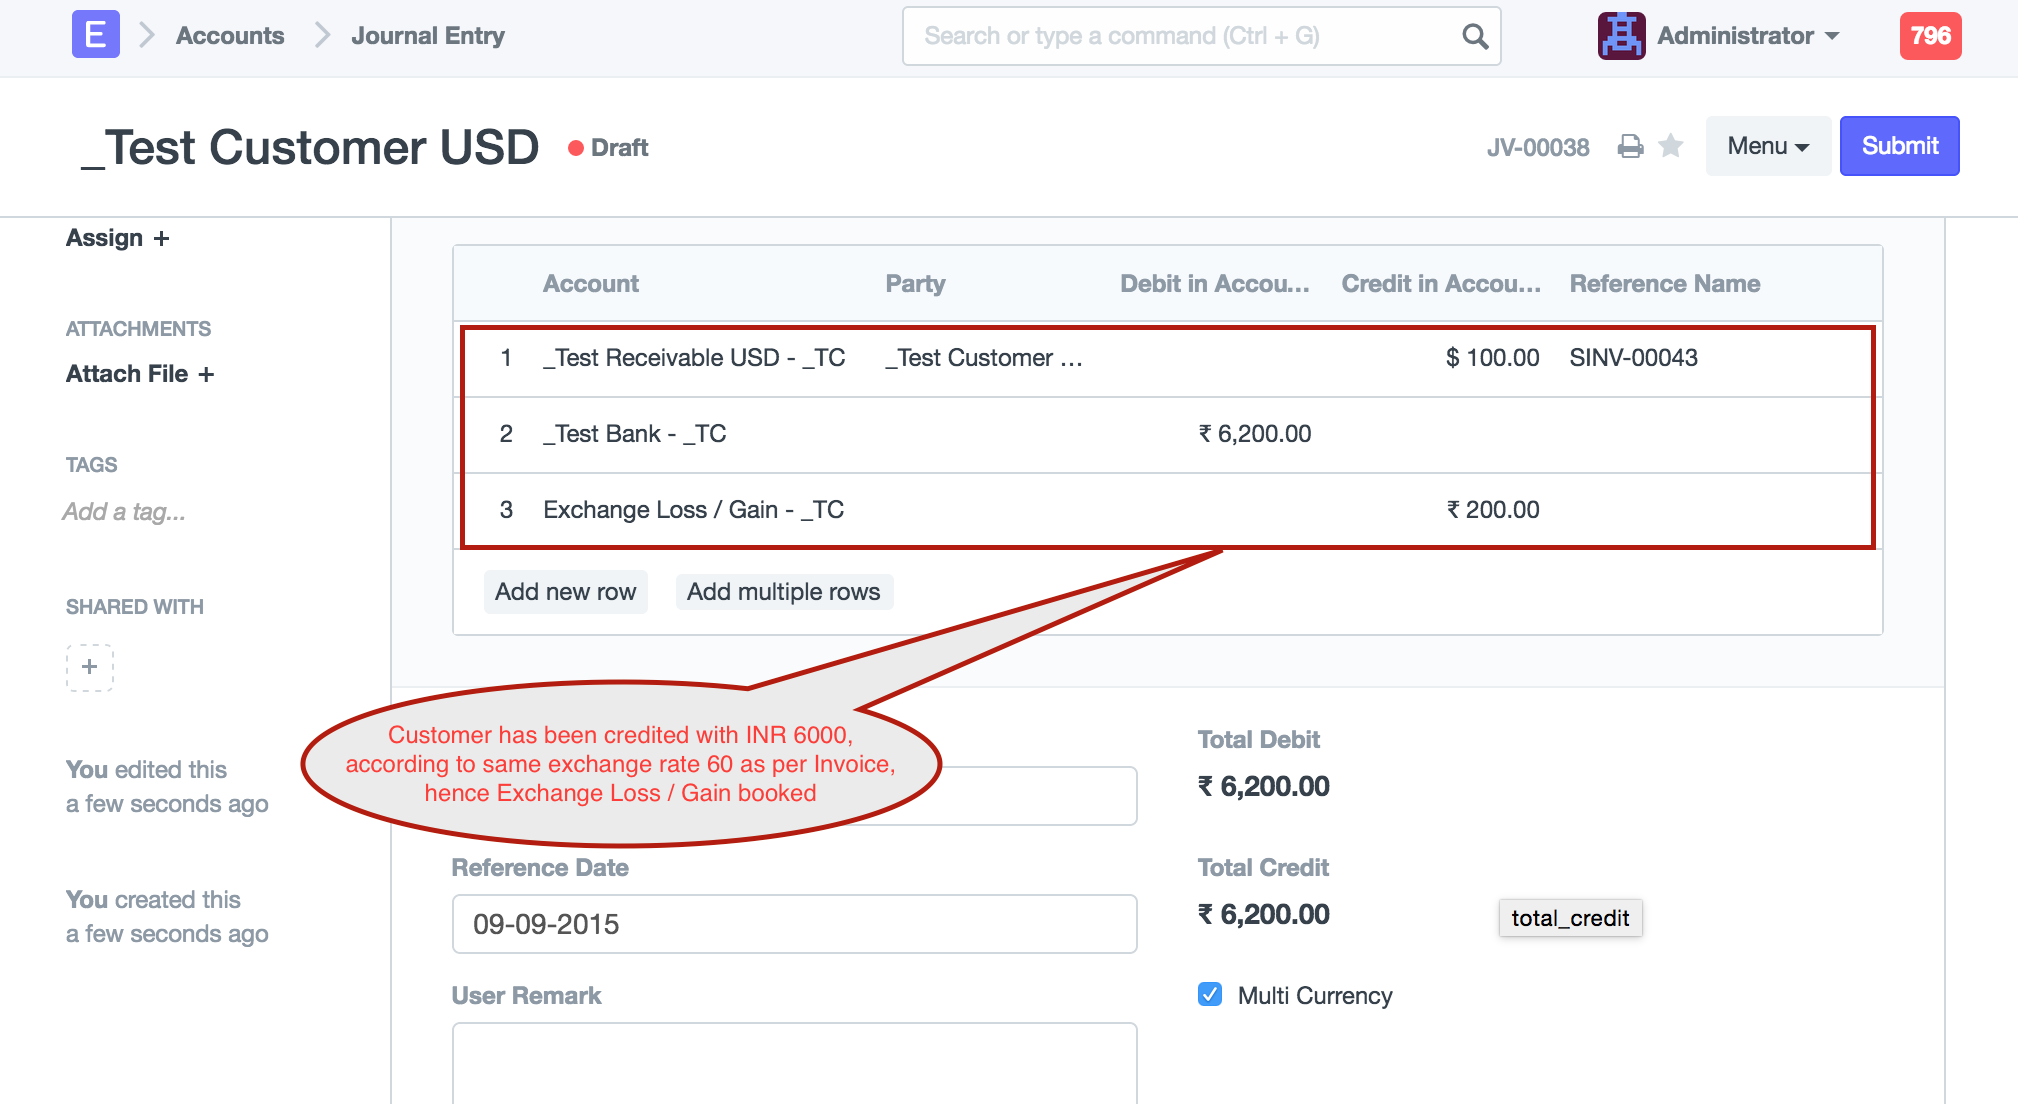 E
Accounts
Journal Entry
Search or type a command (Ctrl + G)
Administrator
796
_Test Customer USD
Draft
JV-00038
Menu
Submit
Assign +
ATTACHMENTS
Attach File +
TAGS
Add a tag...
SHARED WITH
+
You edited this
a few seconds ago
You created this
a few seconds ago
Account Party Debit in Accou... Credit in Accou... Reference Name
1 _Test Receivable USD - _TC _Test Customer ... $ 100.00 SINV-00043
2 _Test Bank - _TC ₹ 6,200.00
3 Exchange Loss / Gain - _TC ₹ 200.00
Add new row
Add multiple rows
Customer has been credited with INR 6000,
according to same exchange rate 60 as per Invoice,
hence Exchange Loss / Gain booked
Reference Date
09-09-2015
User Remark
Total Debit
₹ 6,200.00
Total Credit
₹ 6,200.00
total_credit
Multi Currency